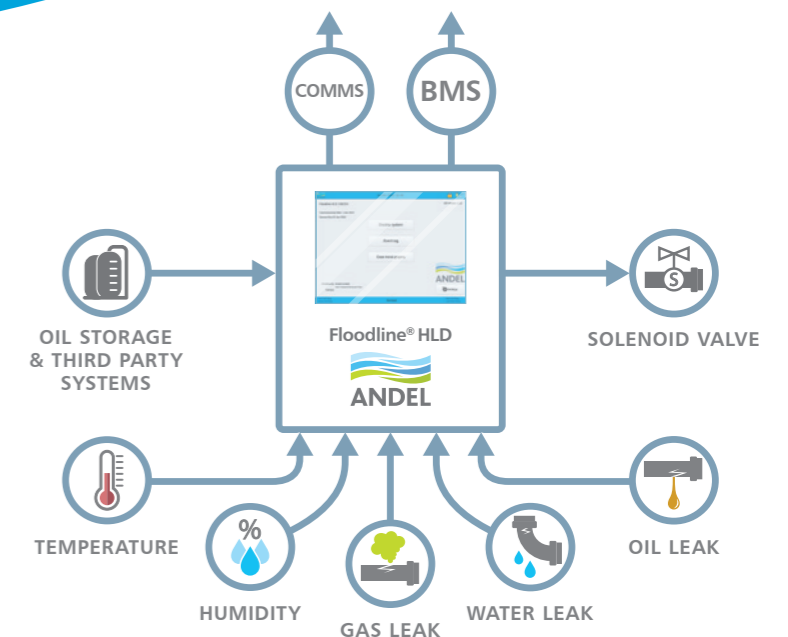 COMMS
BMS
ANDEL
Floodline® HLD
ANDEL
OIL STORAGE
& THIRD PARTY
SYSTEMS
S
SOLENOID VALVE
TEMPERATURE
%
HUMIDITY
GAS LEAK
WATER LEAK
OIL LEAK